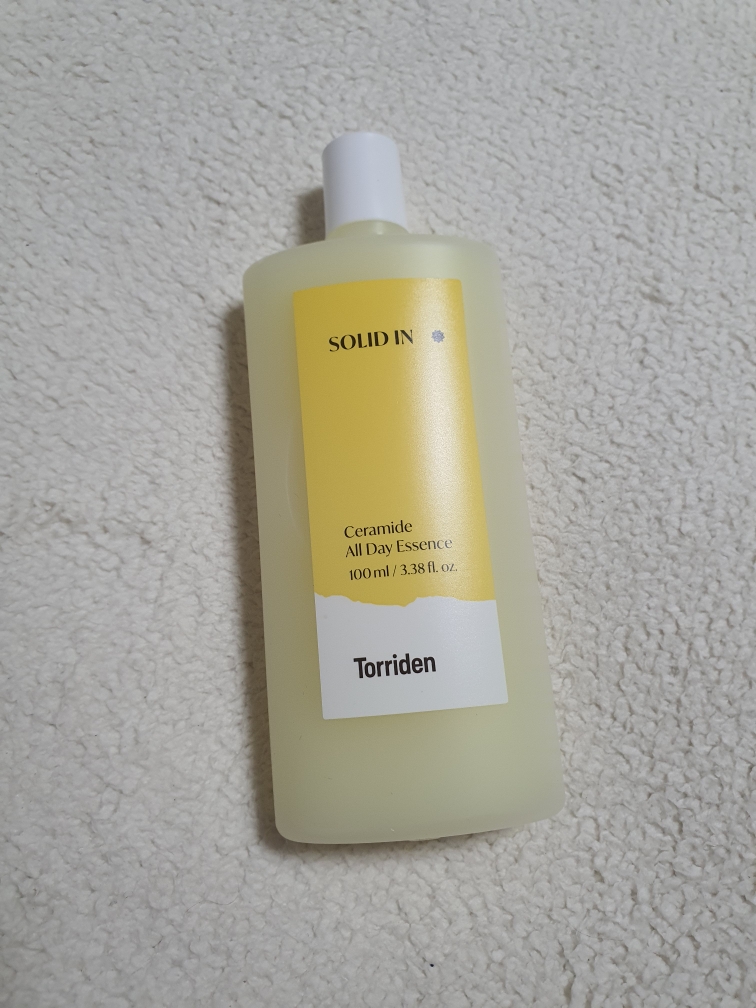 SOLID IN
Ceramide
All Day Essence
100 ml / 3.38 fl. oz.
Torriden